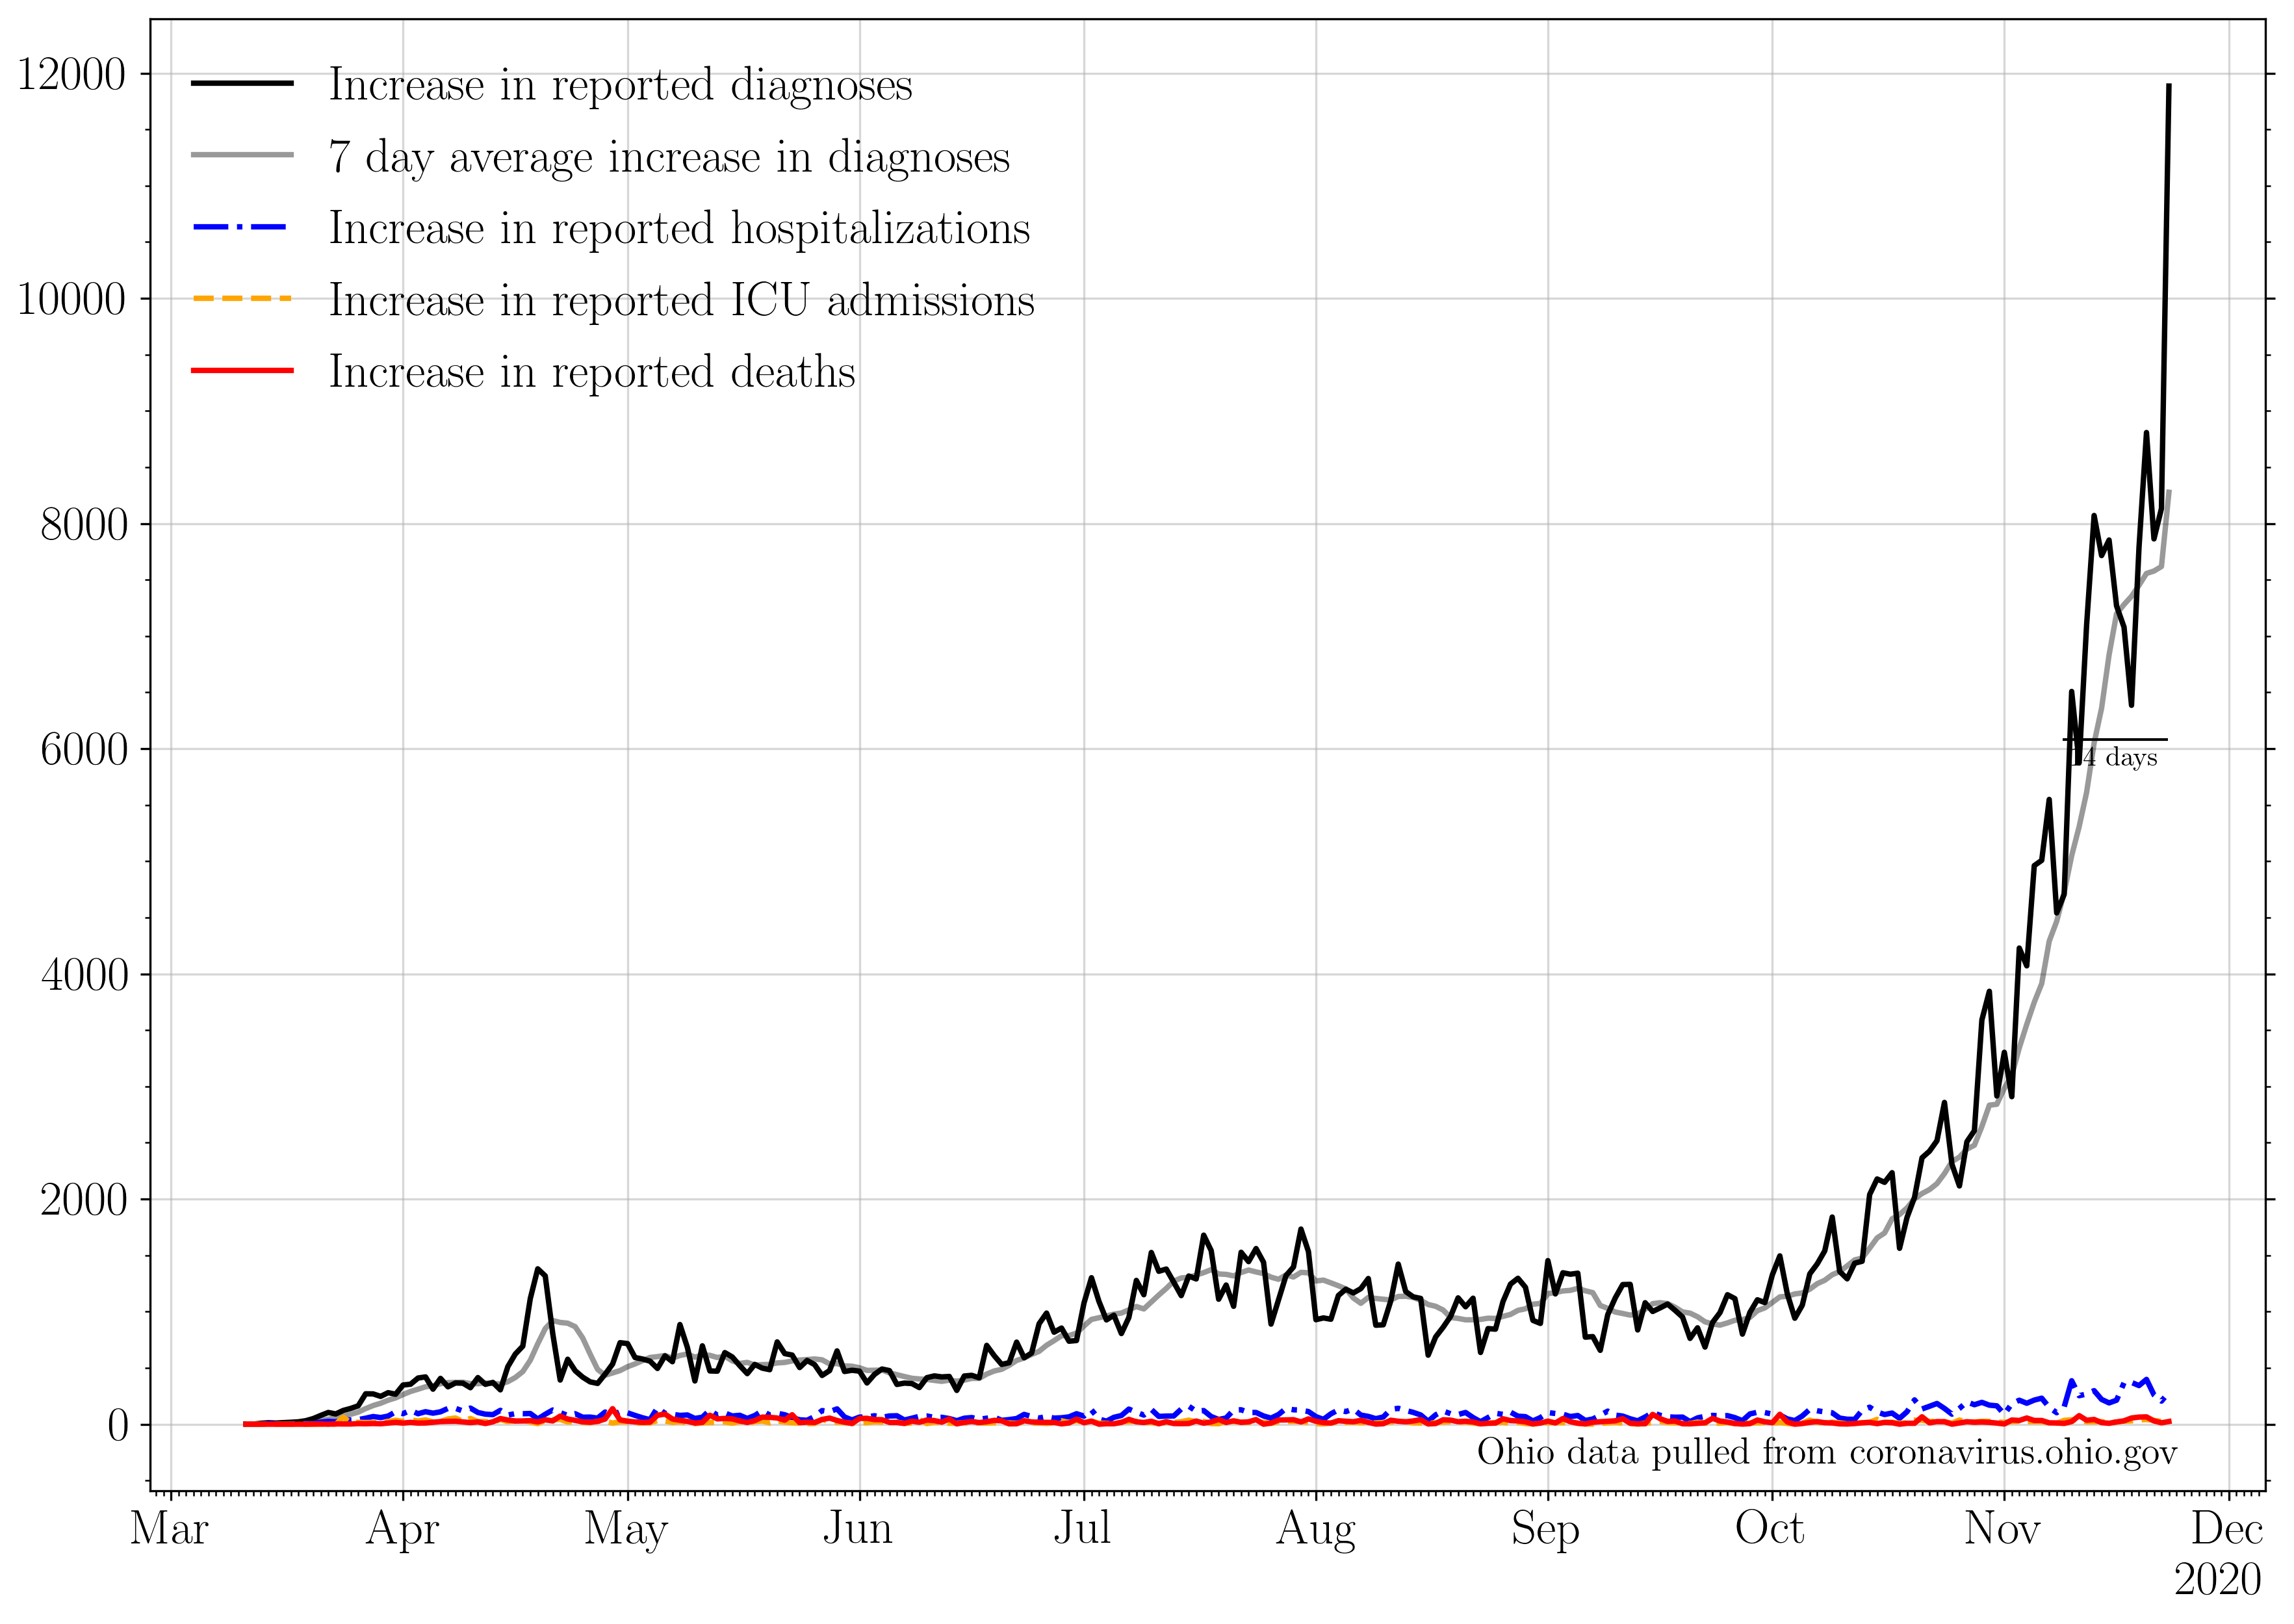 12000
10000
8000
6000
4000
2000
0
Increase in reported diagnoses
7 day average increase in diagnoses
Increase in reported hospitalizations
Increase in reported ICU admissions
Increase in reported deaths
14 days
Ohio data pulled from coronavirus.ohio.gov
Mar Apr May Jun Jul Aug Sep Oct Nov Dec
2020